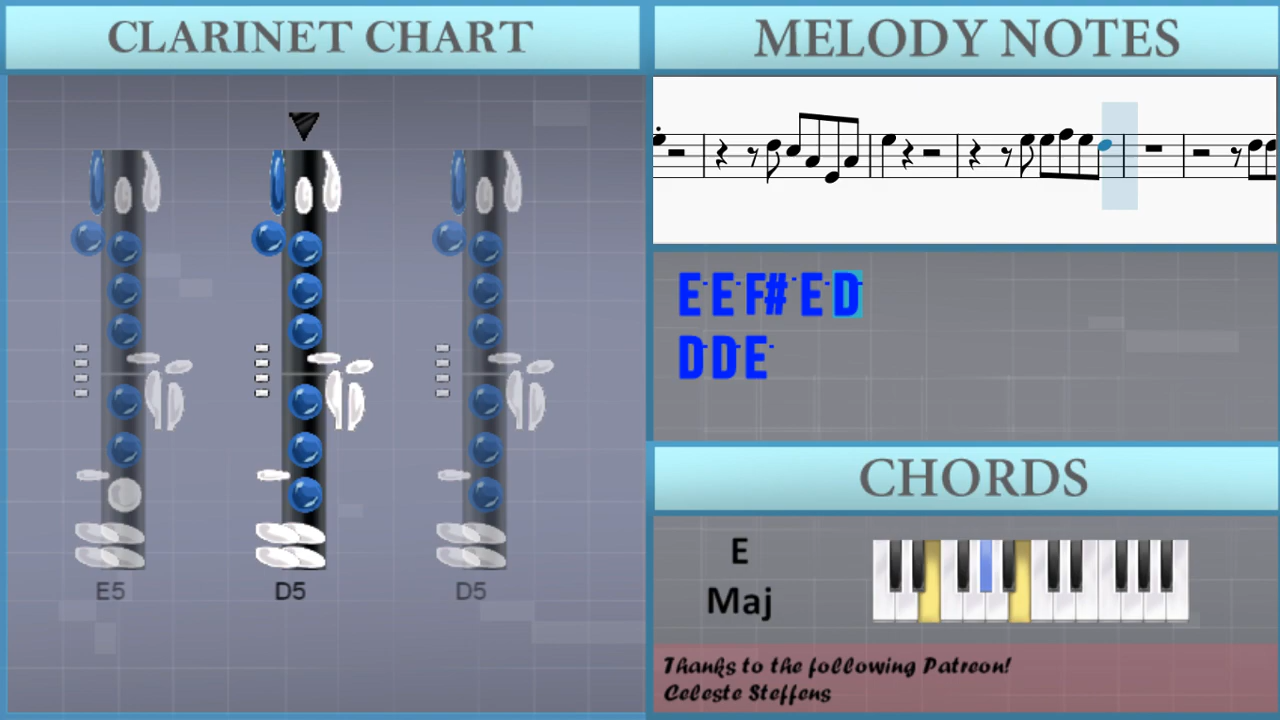 CLARINET CHART
E5 D5 D5
MELODY NOTES
E E F# E D
D D E
CHORDS
E
Maj
Thanks to the following Patreon!
Celeste Steffens